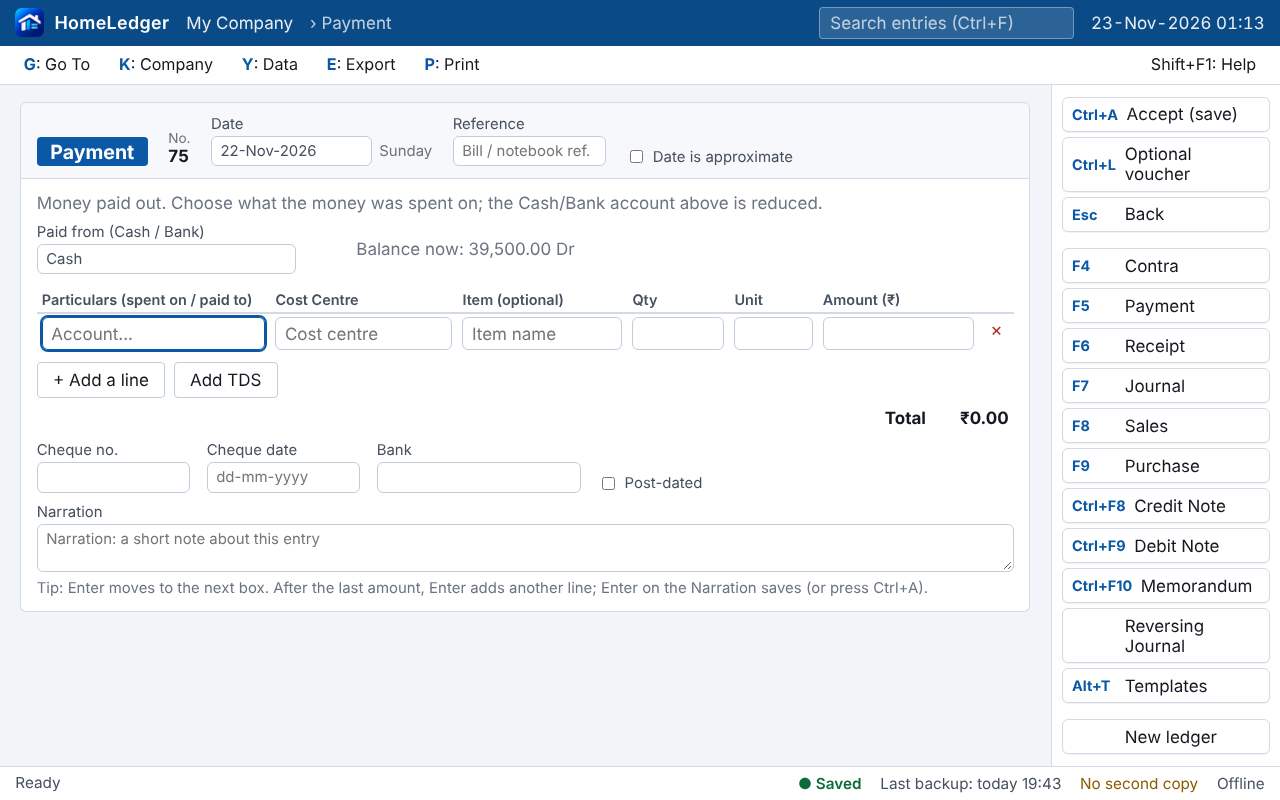 HomeLedger My Company › Payment Search entries (Ctrl+F) 23-Nov-2026 01:13
G: Go To K: Company Y: Data E: Export P: Print Shift+F1: Help
Payment No. 75 Date 22-Nov-2026 Sunday Reference Bill / notebook ref. Date is approximate
Money paid out. Choose what the money was spent on; the Cash/Bank account above is reduced.
Paid from (Cash / Bank)
Cash Balance now: 39,500.00 Dr
Particulars (spent on / paid to) Cost Centre Item (optional) Qty Unit Amount (₹)
Account... Cost centre Item name ×
+ Add a line Add TDS
Total ₹0.00
Cheque no. Cheque date Bank
dd-mm-yyyy Post-dated
Narration
Narration: a short note about this entry
Tip: Enter moves to the next box. After the last amount, Enter adds another line; Enter on the Narration saves (or press Ctrl+A).
Ctrl+A Accept (save)
Ctrl+L Optional
voucher
Esc Back
F4 Contra
F5 Payment
F6 Receipt
F7 Journal
F8 Sales
F9 Purchase
Ctrl+F8 Credit Note
Ctrl+F9 Debit Note
Ctrl+F10 Memorandum
Reversing
Journal
Alt+T Templates
New ledger
Ready Saved Last backup: today 19:43 No second copy Offline